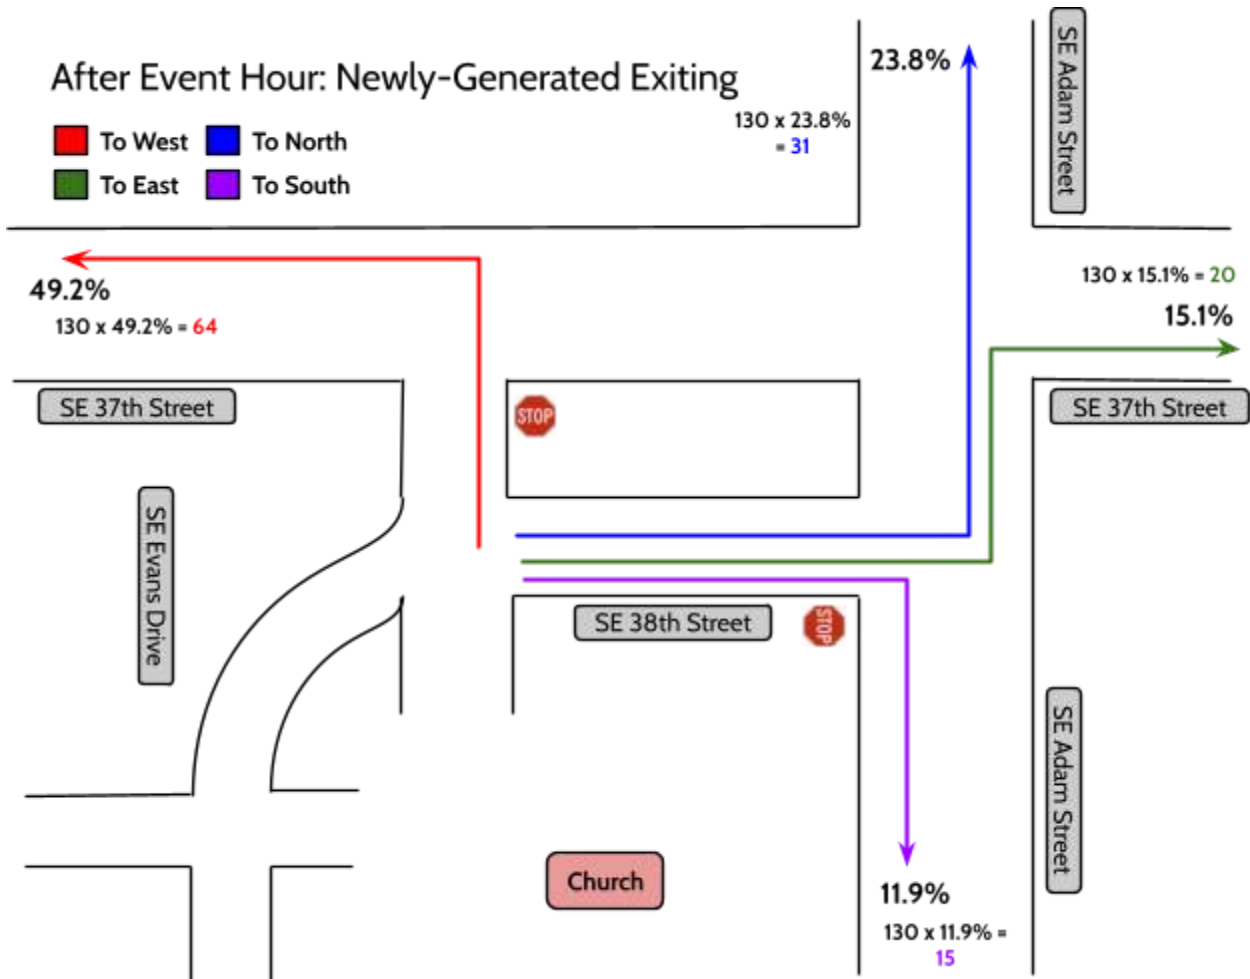 After Event Hour: Newly-Generated Exiting
To West
To North
To East
To South
23.8%
130 x 23.8%
= 31
SE Adam Street
49.2%
130 x 49.2% = 64
130 x 15.1% = 20
15.1%
SE 37th Street
STOP
SE 37th Street
SE Evans Drive
SE 38th Street
STOP
SE Adam Street
Church
11.9%
130 x 11.9% =
15